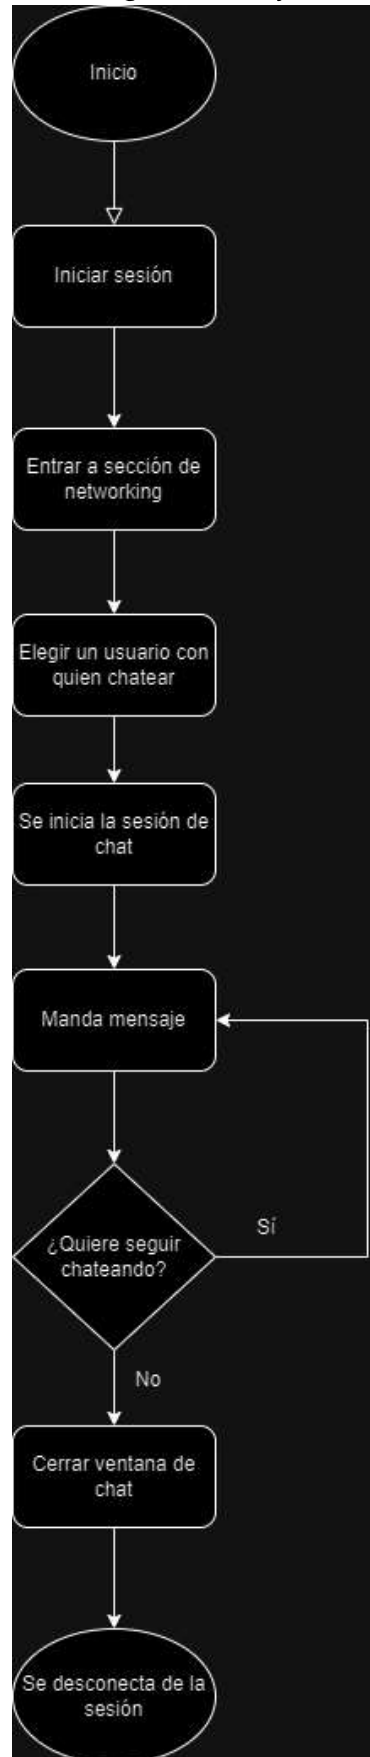 Inicio
Iniciar sesión
Entrar a sección de
networking
Elegir un usuario con
quien chatear
Se inicia la sesión de
chat
Manda mensaje
¿Quiere seguir
chateando?
Sí
No
Cerrar ventana de
chat
Se desconecta de la
sesión